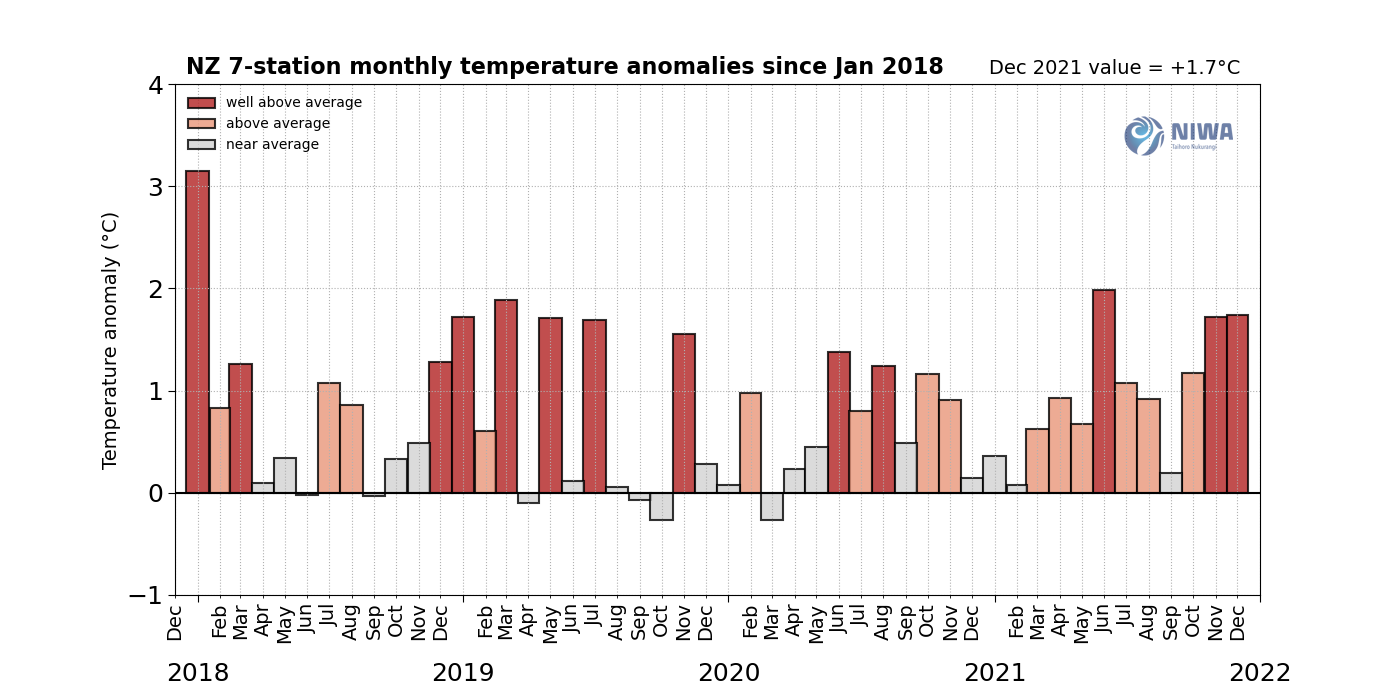 NZ 7-station monthly temperature anomalies since Jan 2018
Dec 2021 value = +1.7°C
well above average
above average
near average
NIWA
Taihoro Nukurangi
Temperature anomaly (°C)
4
3
2
1
0
−1
Dec Feb Mar Apr May Jun Jul Aug Sep Oct Nov Dec Feb Mar Apr May Jun Jul Aug Sep Oct Nov Dec Feb Mar Apr May Jun Jul Aug Sep Oct Nov Dec Feb Mar Apr May Jun Jul Aug Sep Oct Nov Dec
2018 2019 2020 2021 2022